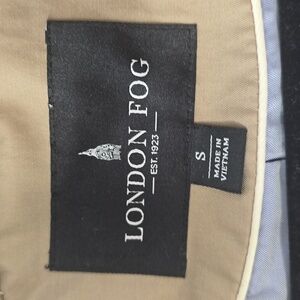 LONDON FOG
EST. 1923
S
MADE IN
VIETNAM